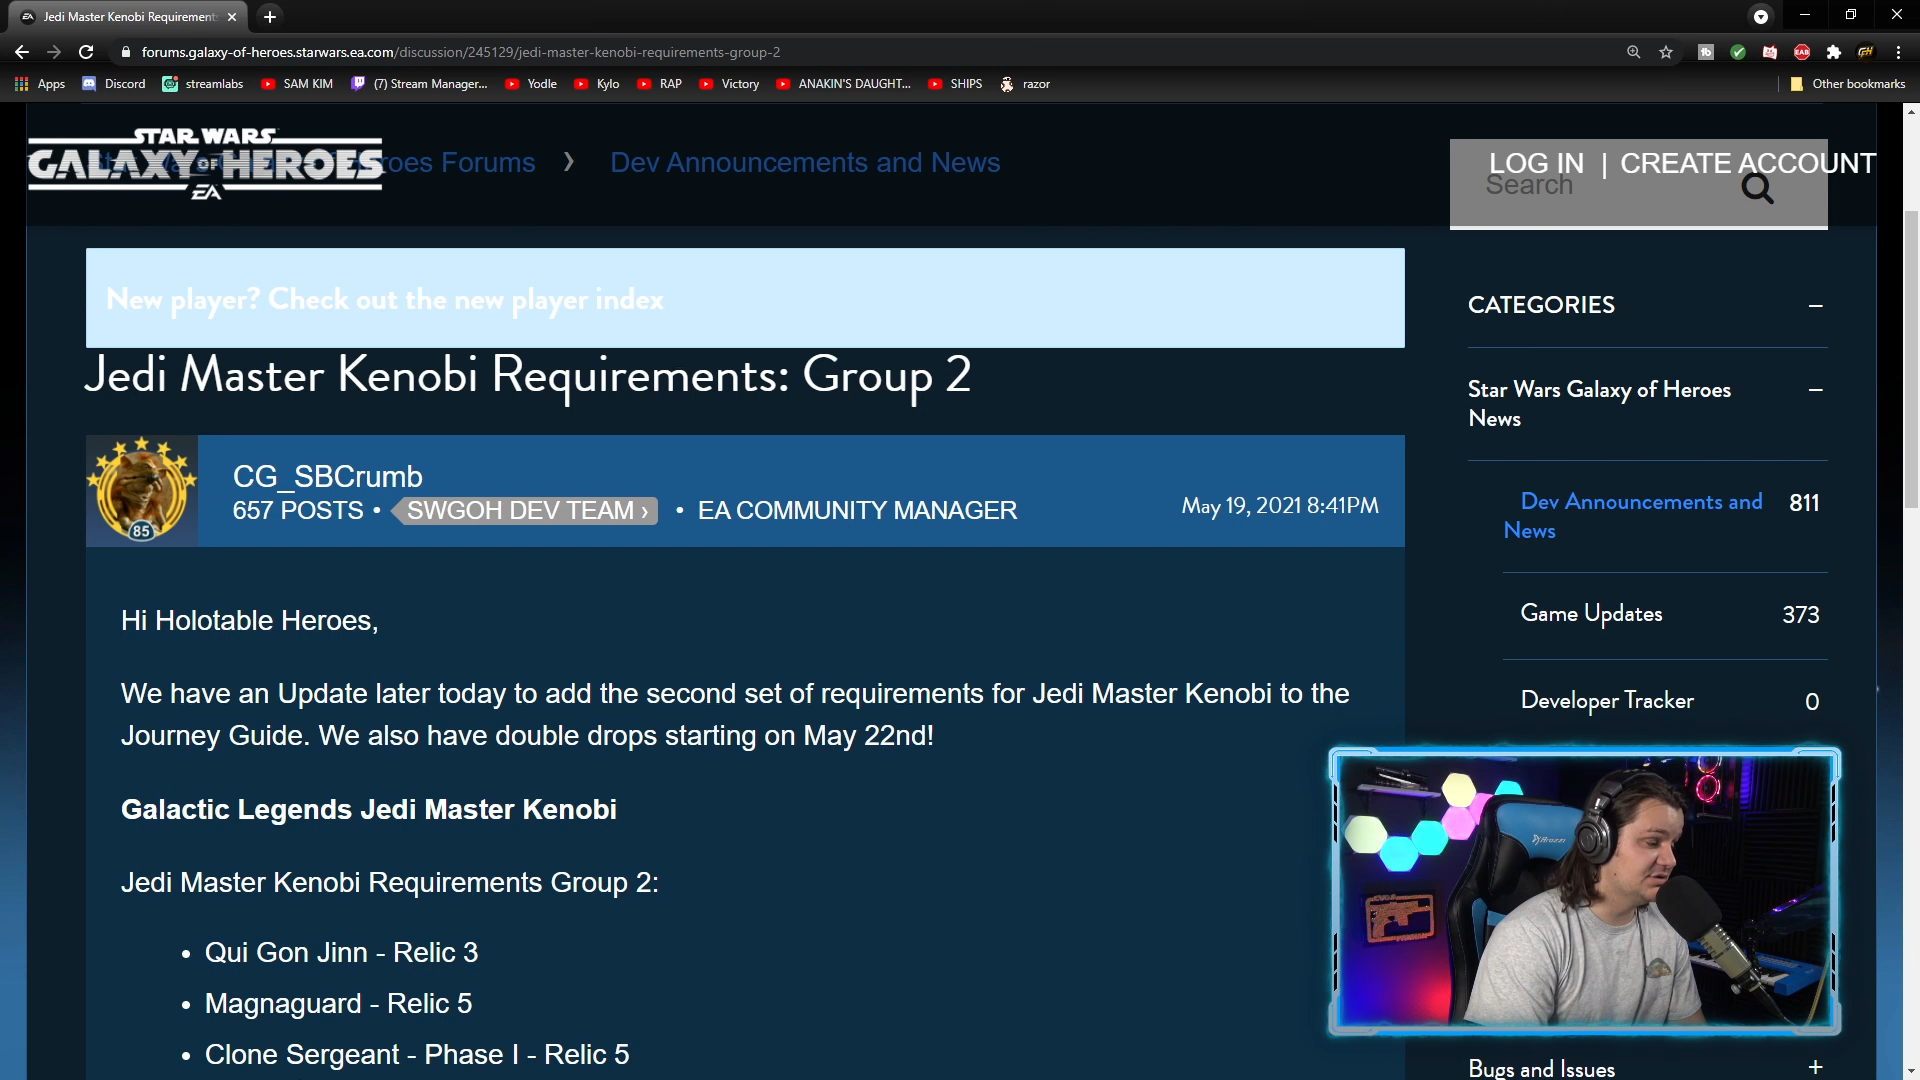 Jedi Master Kenobi Requirement
forums.galaxy-of-heroes.starwars.ea.com/discussion/245129/jedi-master-kenobi-requirements-group-2
Apps Discord streamlabs SAM KIM (7) Stream Manager... Yodle Kylo RAP Victory ANAKIN'S DAUGHT... SHIPS razor Other bookmarks
STAR WARS
GALAXY OF HEROES
EA
roes Forums › Dev Announcements and News
LOG IN | CREATE ACCOUNT
Search
New player? Check out the new player index
Jedi Master Kenobi Requirements: Group 2
CG_SBCrumb
657 POSTS • SWGOH DEV TEAM › • EA COMMUNITY MANAGER
May 19, 2021 8:41PM
85
Hi Holotable Heroes,
We have an Update later today to add the second set of requirements for Jedi Master Kenobi to the
Journey Guide. We also have double drops starting on May 22nd!
Galactic Legends Jedi Master Kenobi
Jedi Master Kenobi Requirements Group 2:
• Qui Gon Jinn - Relic 3
• Magnaguard - Relic 5
• Clone Sergeant - Phase I - Relic 5
CATEGORIES –
Star Wars Galaxy of Heroes –
News
Dev Announcements and 811
News
Game Updates 373
Developer Tracker 0
Bugs and Issues +